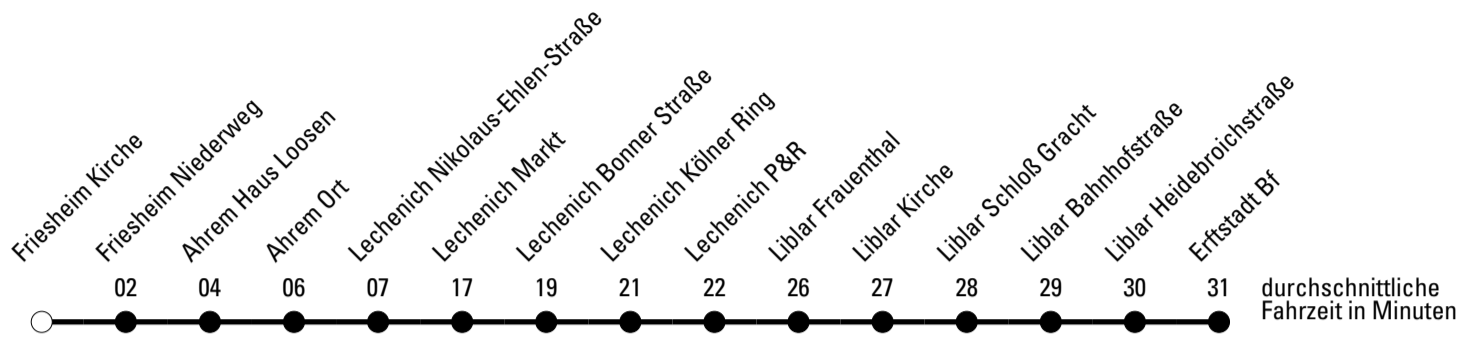 Friesheim Kirche
Friesheim Niederweg
Ahrem Haus Loosen
Ahrem Ort
Lechenich Nikolaus-Ehlen-Straße
Lechenich Markt
Lechenich Bonner Straße
Lechenich Kölner Ring
Lechenich P&R
Liblar Frauenthal
Liblar Kirche
Liblar Schloß Gracht
Liblar Bahnhofstraße
Liblar Heidebroichstraße
Erftstadt Bf
02 04 06 07 17 19 21 22 26 27 28 29 30 31
durchschnittliche
Fahrzeit in Minuten